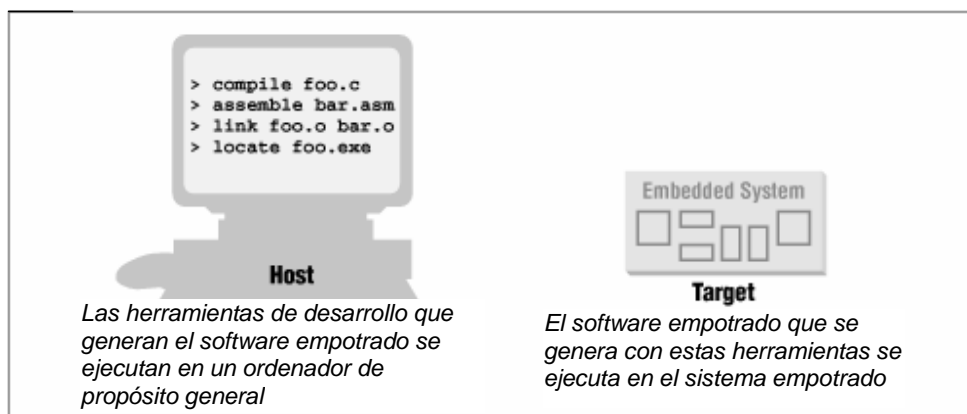 > compile foo.c
> assemble bar.asm
> link foo.o bar.o
> locate foo.exe
Host
Las herramientas de desarrollo que
generan el software empotrado se
ejecutan en un ordenador de
propósito general
Embedded System
Target
El software empotrado que se
genera con estas herramientas se
ejecuta en el sistema empotrado